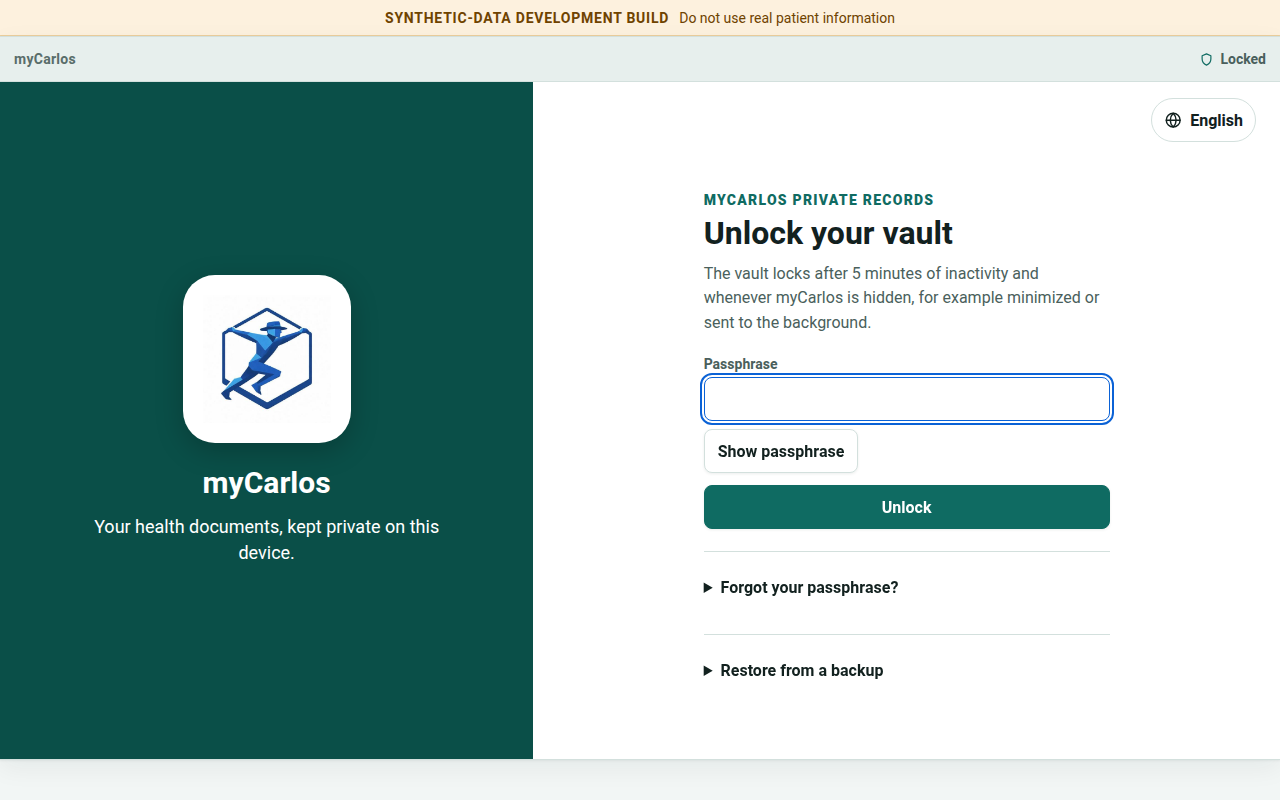 SYNTHETIC-DATA DEVELOPMENT BUILD Do not use real patient information
myCarlos
Locked
English
MYCARLOS PRIVATE RECORDS
Unlock your vault
The vault locks after 5 minutes of inactivity and
whenever myCarlos is hidden, for example minimized or
sent to the background.
Passphrase
Show passphrase
Unlock
Forgot your passphrase?
Restore from a backup
myCarlos
Your health documents, kept private on this
device.